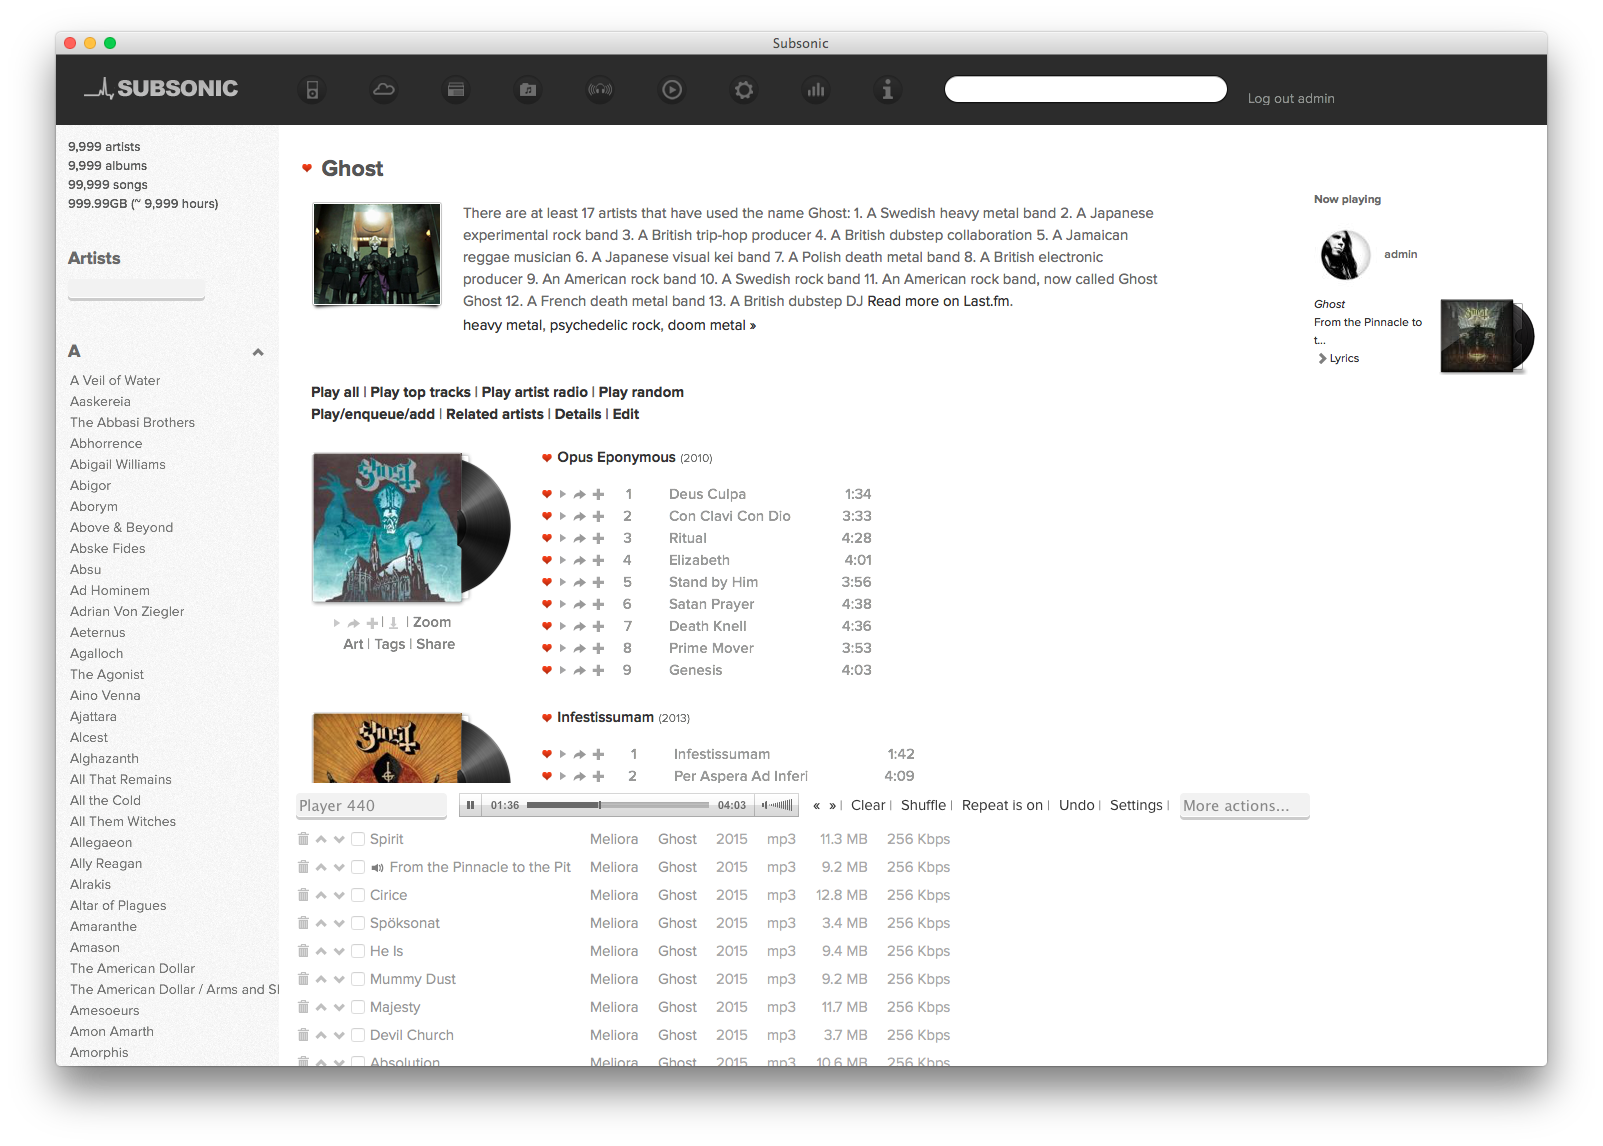 Subsonic
SUBSONIC
Log out admin
9,999 artists
9,999 albums
99,999 songs
999.99GB (~ 9,999 hours)
Artists
A
A Veil of Water
Aaskereia
The Abbasi Brothers
Abhorrence
Abigail Williams
Abigor
Aborym
Above & Beyond
Abske Fides
Absu
Ad Hominem
Adrian Von Ziegler
Aeternus
Agalloch
The Agonist
Aino Venna
Ajattara
Alcest
Alghazanth
All That Remains
All the Cold
All Them Witches
Allegaeon
Ally Reagan
Alrakis
Altar of Plagues
Amaranthe
Amason
The American Dollar
The American Dollar / Arms and Sl
Amesoeurs
Amon Amarth
Amorphis
Ghost
There are at least 17 artists that have used the name Ghost: 1. A Swedish heavy metal band 2. A Japanese
experimental rock band 3. A British trip-hop producer 4. A British dubstep collaboration 5. A Jamaican
reggae musician 6. A Japanese visual kei band 7. A Polish death metal band 8. A British electronic
producer 9. An American rock band 10. A Swedish rock band 11. An American rock band, now called Ghost
Ghost 12. A French death metal band 13. A British dubstep DJ Read more on Last.fm.
heavy metal, psychedelic rock, doom metal »
Play all | Play top tracks | Play artist radio | Play random
Play/enqueue/add | Related artists | Details | Edit
Ghost
| | Zoom
Art | Tags | Share
Opus Eponymous (2010)
1 Deus Culpa 1:34
2 Con Clavi Con Dio 3:33
3 Ritual 4:28
4 Elizabeth 4:01
5 Stand by Him 3:56
6 Satan Prayer 4:38
7 Death Knell 4:36
8 Prime Mover 3:53
9 Genesis 4:03
Ghost
Infestissumam (2013)
1 Infestissumam 1:42
2 Per Aspera Ad Inferi 4:09
Now playing
admin
Ghost
From the Pinnacle to
t...
Lyrics
Ghost
Player 440
01:36 04:03
« » | Clear | Shuffle | Repeat is on | Undo | Settings |
More actions...
Spirit Meliora Ghost 2015 mp3 11.3 MB 256 Kbps
From the Pinnacle to the Pit Meliora Ghost 2015 mp3 9.2 MB 256 Kbps
Cirice Meliora Ghost 2015 mp3 12.8 MB 256 Kbps
Spöksonat Meliora Ghost 2015 mp3 3.4 MB 256 Kbps
He Is Meliora Ghost 2015 mp3 9.4 MB 256 Kbps
Mummy Dust Meliora Ghost 2015 mp3 9.2 MB 256 Kbps
Majesty Meliora Ghost 2015 mp3 11.7 MB 256 Kbps
Devil Church Meliora Ghost 2015 mp3 3.7 MB 256 Kbps
Absolution Meliora Ghost 2015 mp3 10.6 MB 256 Kbps